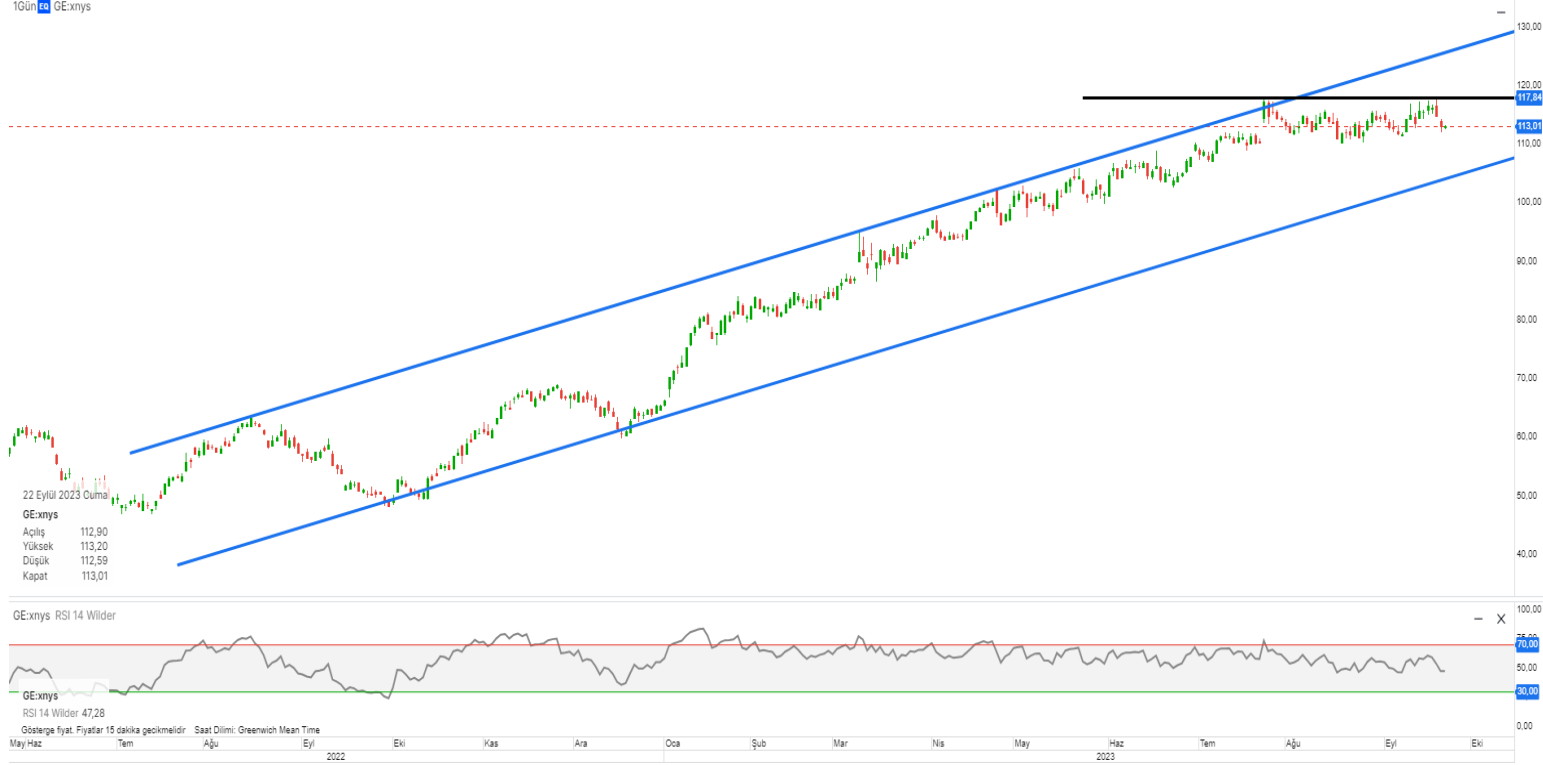 1Gün EQ GE:xnys
130,00
120,00
117,84
113,01
110,00
100,00
90,00
80,00
70,00
60,00
50,00
40,00
22 Eylül 2023 Cuma
GE:xnys
Açılış 112,90
Yüksek 113,20
Düşük 112,59
Kapat 113,01
GE:xnys RSI 14 Wilder
100,00
75,00
70,00
50,00
30,00
0,00
GE:xnys
RSI 14 Wilder 47,28
Gösterge fiyat. Fiyatlar 15 dakika gecikmelidir Saat Dilimi: Greenwich Mean Time
May Haz Tem Ağu Eyl Eki Kas Ara Oca Şub Mar Nis May Haz Tem Ağu Eyl Eki
2022 2023